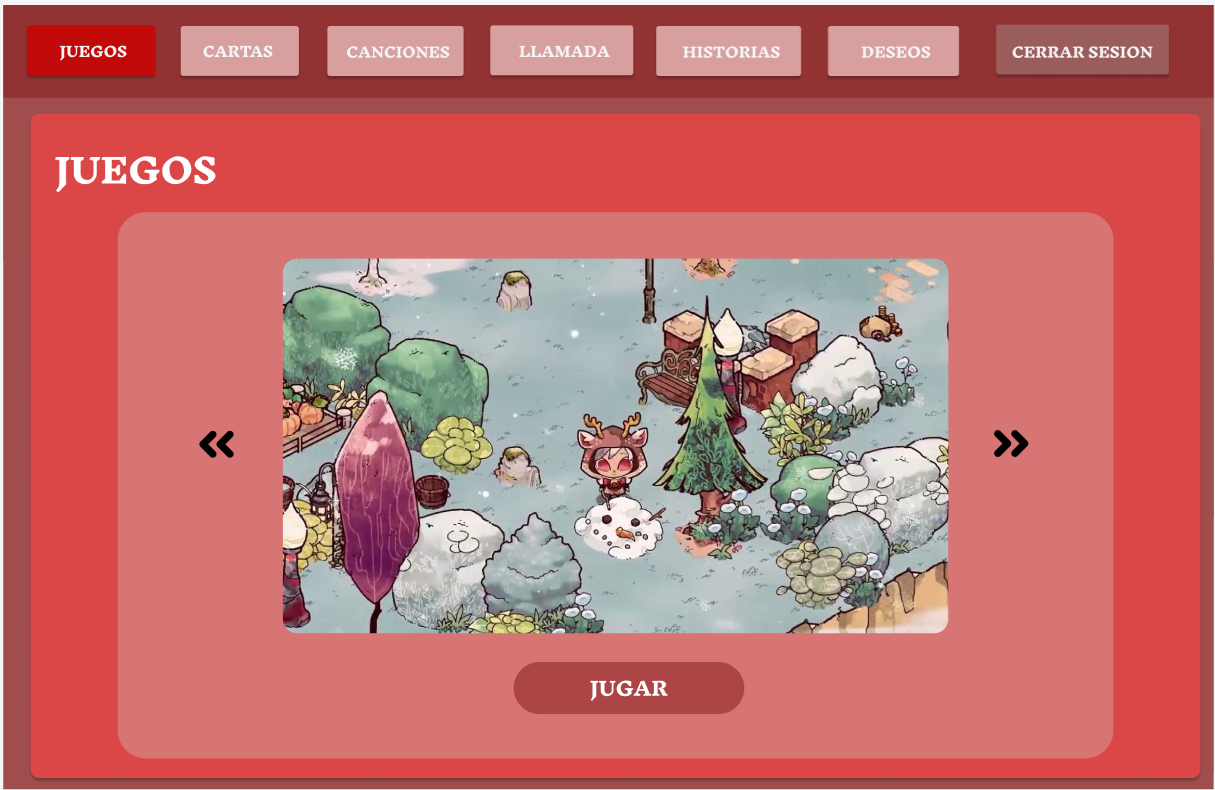 JUEGOS
CARTAS
CANCIONES
LLAMADA
HISTORIAS
DESEOS
CERRAR SESION
JUEGOS
JUGAR